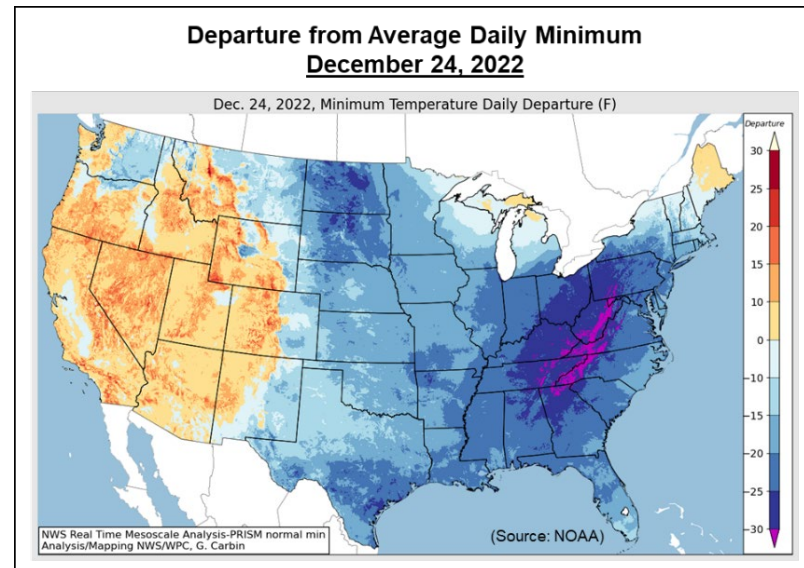 Departure from Average Daily Minimum
December 24, 2022
Dec. 24, 2022, Minimum Temperature Daily Departure (F)
Departure
30
25
20
15
10
0
−10
−15
−20
−25
−30
NWS Real Time Mesoscale Analysis-PRISM normal min
Analysis/Mapping NWS/WPC, G. Carbin
(Source: NOAA)